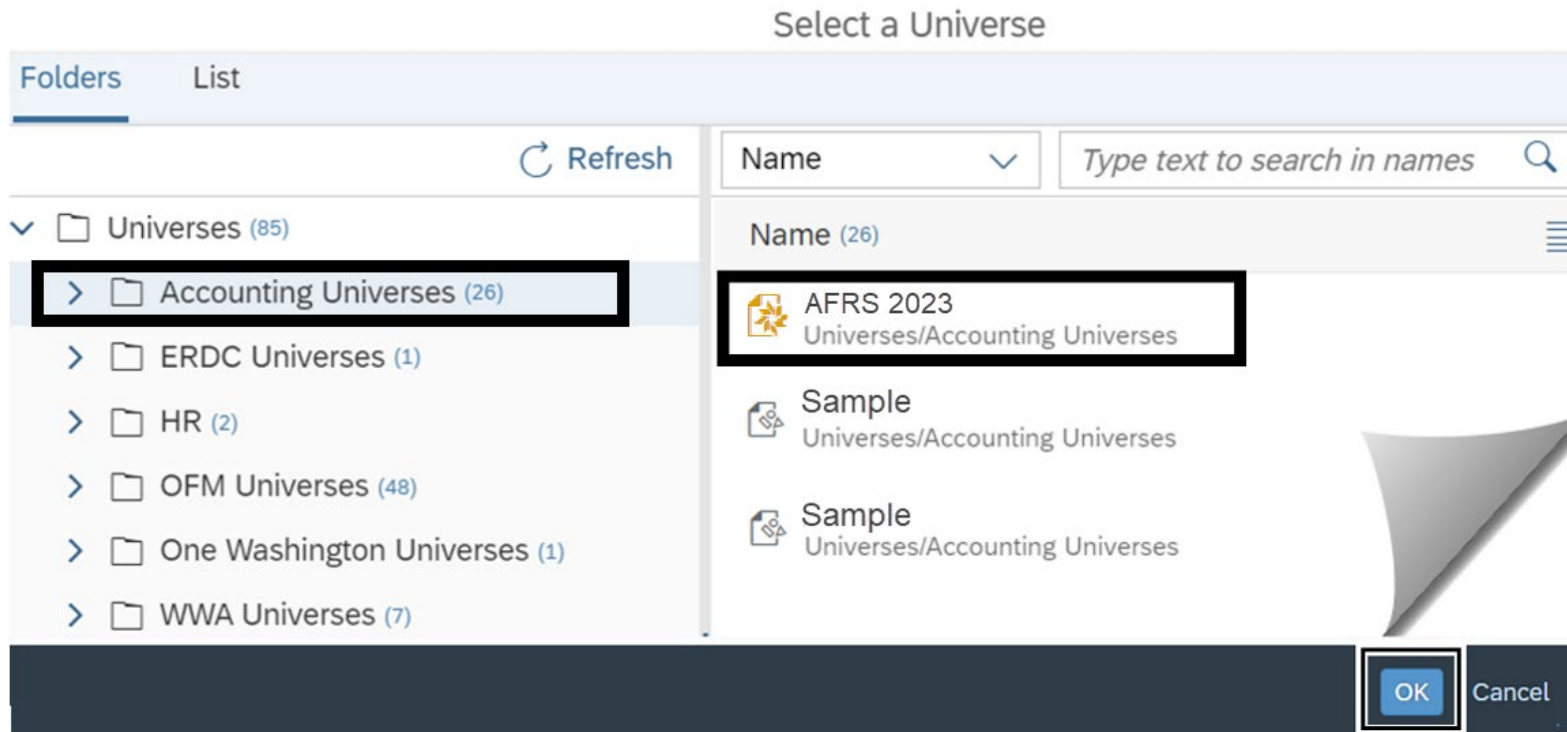 Select a Universe
Folders List
Refresh
Name Type text to search in names
Universes (85)
Accounting Universes (26)
ERDC Universes (1)
HR (2)
OFM Universes (48)
One Washington Universes (1)
WWA Universes (7)
Name (26)
AFRS 2023
Universes/Accounting Universes
Sample
Universes/Accounting Universes
Sample
Universes/Accounting Universes
OK Cancel